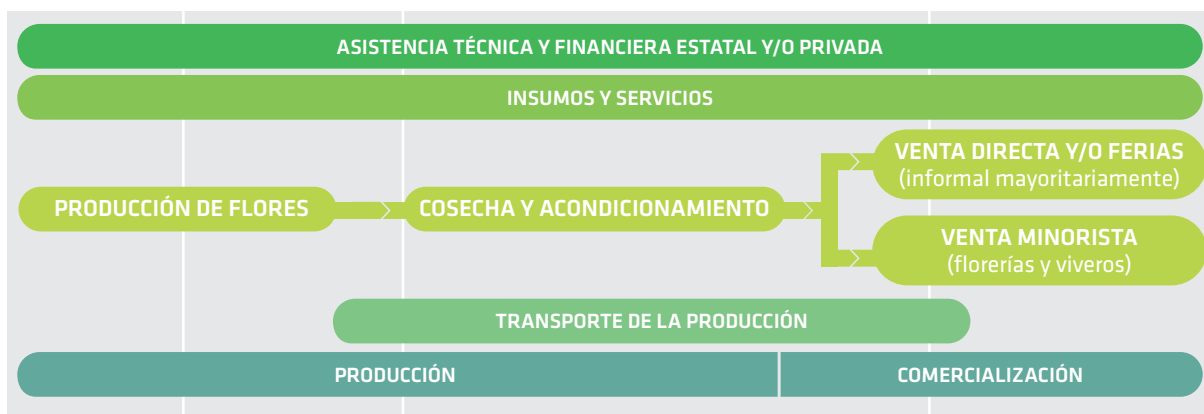 ASISTENCIA TÉCNICA Y FINANCIERA ESTATAL Y/O PRIVADA
INSUMOS Y SERVICIOS
PRODUCCIÓN DE FLORES
COSECHA Y ACONDICIONAMIENTO
VENTA DIRECTA Y/O FERIAS
(informal mayoritariamente)
VENTA MINORISTA
(florerías y viveros)
TRANSPORTE DE LA PRODUCCIÓN
PRODUCCIÓN
COMERCIALIZACIÓN